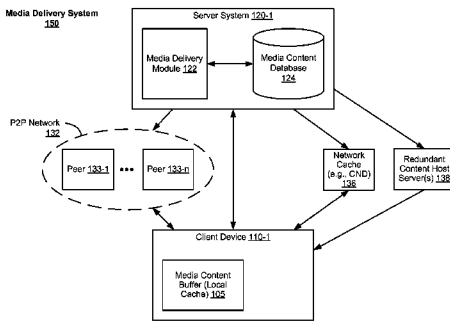 Media Delivery System
150
Server System 120-1
Media Delivery
Module 122
Media Content
Database
124
P2P Network
132
Peer 133-1
•••
Peer 133-n
Network
Cache
(e.g., CND)
136
Redundant
Content Host
Server(s) 138
Client Device 110-1
Media Content
Buffer (Local
Cache) 105